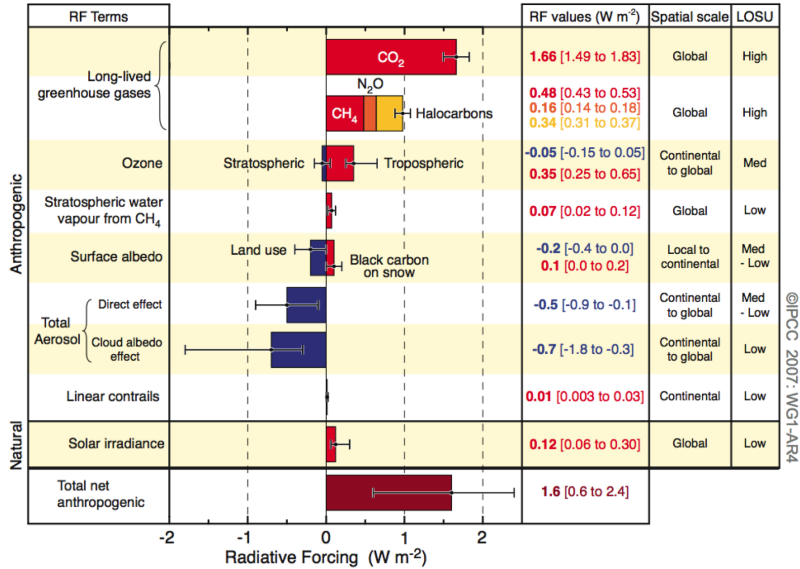 RF Terms
RF values (W m⁻²)
Spatial scale
LOSU
Anthropogenic
Long-lived
greenhouse gases
CO₂
1.66 [1.49 to 1.83]
Global
High
N₂O
CH₄
Halocarbons
0.48 [0.43 to 0.53]
0.16 [0.14 to 0.18]
0.34 [0.31 to 0.37]
Global
High
Ozone
Stratospheric
Tropospheric
-0.05 [-0.15 to 0.05]
0.35 [0.25 to 0.65]
Continental
to global
Med
Stratospheric water
vapour from CH₄
0.07 [0.02 to 0.12]
Global
Low
Surface albedo
Land use
Black carbon
on snow
-0.2 [-0.4 to 0.0]
0.1 [0.0 to 0.2]
Local to
continental
Med
- Low
Total
Aerosol
Direct effect
-0.5 [-0.9 to -0.1]
Continental
to global
Med
- Low
Cloud albedo
effect
-0.7 [-1.8 to -0.3]
Continental
to global
Low
Linear contrails
0.01 [0.003 to 0.03]
Continental
Low
Natural
Solar irradiance
0.12 [0.06 to 0.30]
Global
Low
Total net
anthropogenic
1.6 [0.6 to 2.4]
-2 -1 0 1 2
Radiative Forcing (W m⁻²)
©IPCC 2007: WG1-AR4